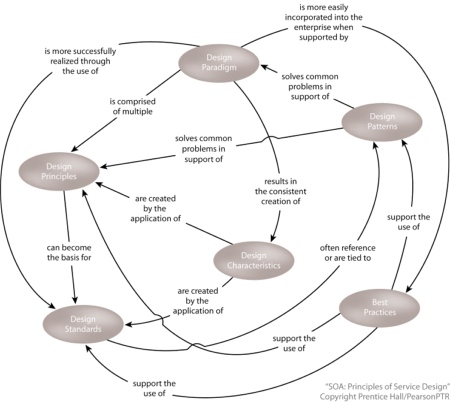 is more successfully
realized through
the use of
Design
Paradigm
is more easily
incorporated into the
enterprise when
supported by
solves common
problems in
support of
is comprised
of multiple
Design
Patterns
solves common
problems in
support of
Design
Principles
results in
the consistent
creation of
are created
by the
application of
support the
use of
can become
the basis for
Design
Characteristics
often reference
or are tied to
are created
by the
application of
Design
Standards
Best
Practices
support the
use of
support the
use of
"SOA: Principles of Service Design"
Copyright Prentice Hall/PearsonPTR